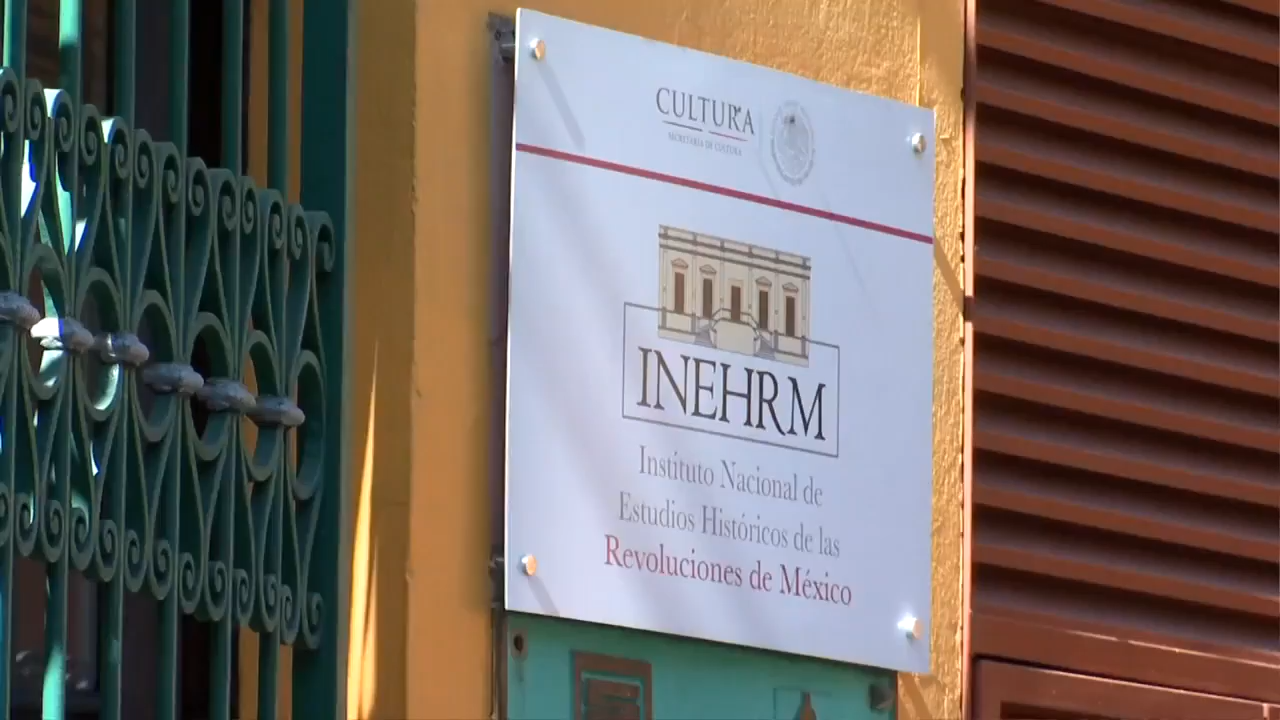 CULTURA
SECRETARÍA DE CULTURA
INEHRM
Instituto Nacional de
Estudios Históricos de las
Revoluciones de México